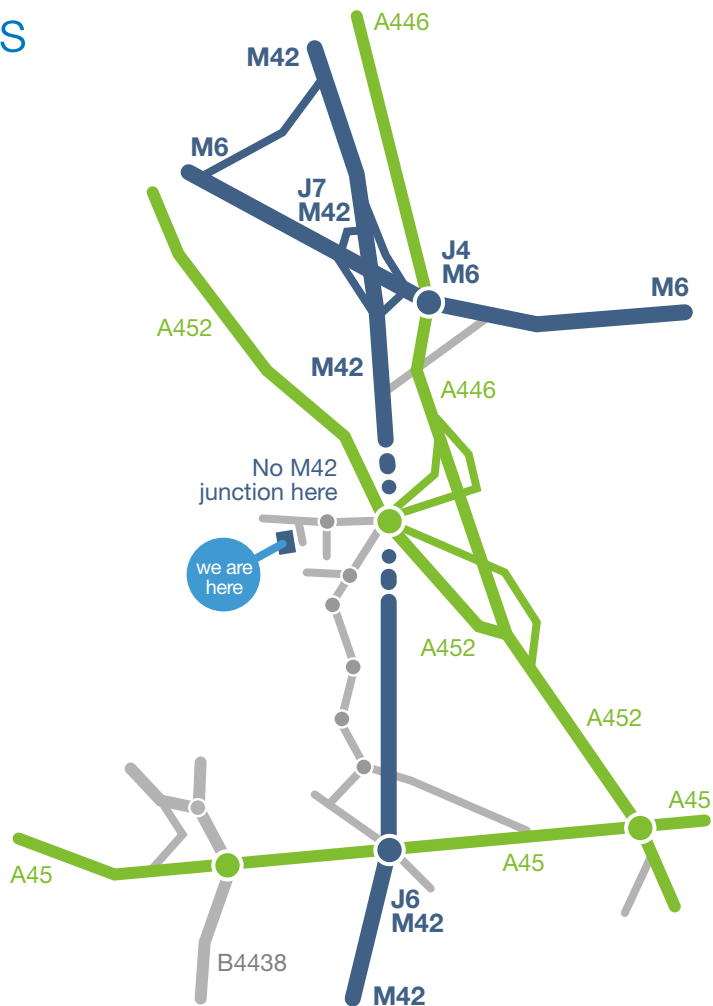 S
A446
M42
M6
J7
M42
J4
M6
M6
A452
M42
A446
No M42
junction here
we are
here
A452
A452
A45
A45
A45
J6
M42
B4438
M42